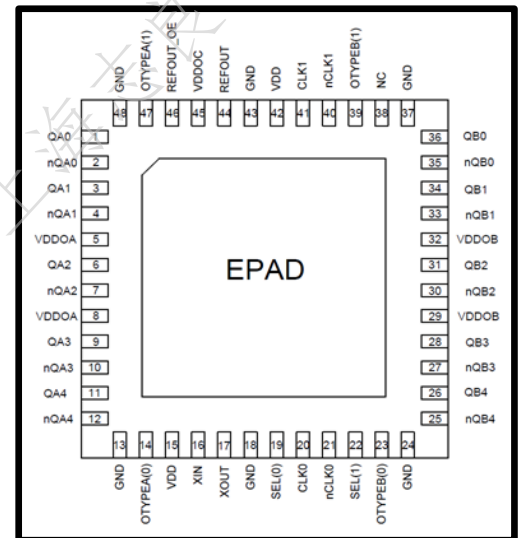 GND OTYPEA(1) REFOUT_OE VDDOC REFOUT GND VDD CLK1 nCLK1 OTYPEB(1) NC GND
48 47 46 45 44 43 42 41 40 39 38 37
QA0 1 36 QB0
nQA0 2 35 nQB0
QA1 3 34 QB1
nQA1 4 33 nQB1
VDDOA 5 32 VDDOB
QA2 6 31 QB2
nQA2 7 30 nQB2
VDDOA 8 29 VDDOB
QA3 9 28 QB3
nQA3 10 27 nQB3
QA4 11 26 QB4
nQA4 12 25 nQB4
EPAD
13 14 15 16 17 18 19 20 21 22 23 24
GND OTYPEA(0) VDD XIN XOUT GND SEL(0) CLK0 nCLK0 SEL(1) OTYPEB(0) GND
上海志良